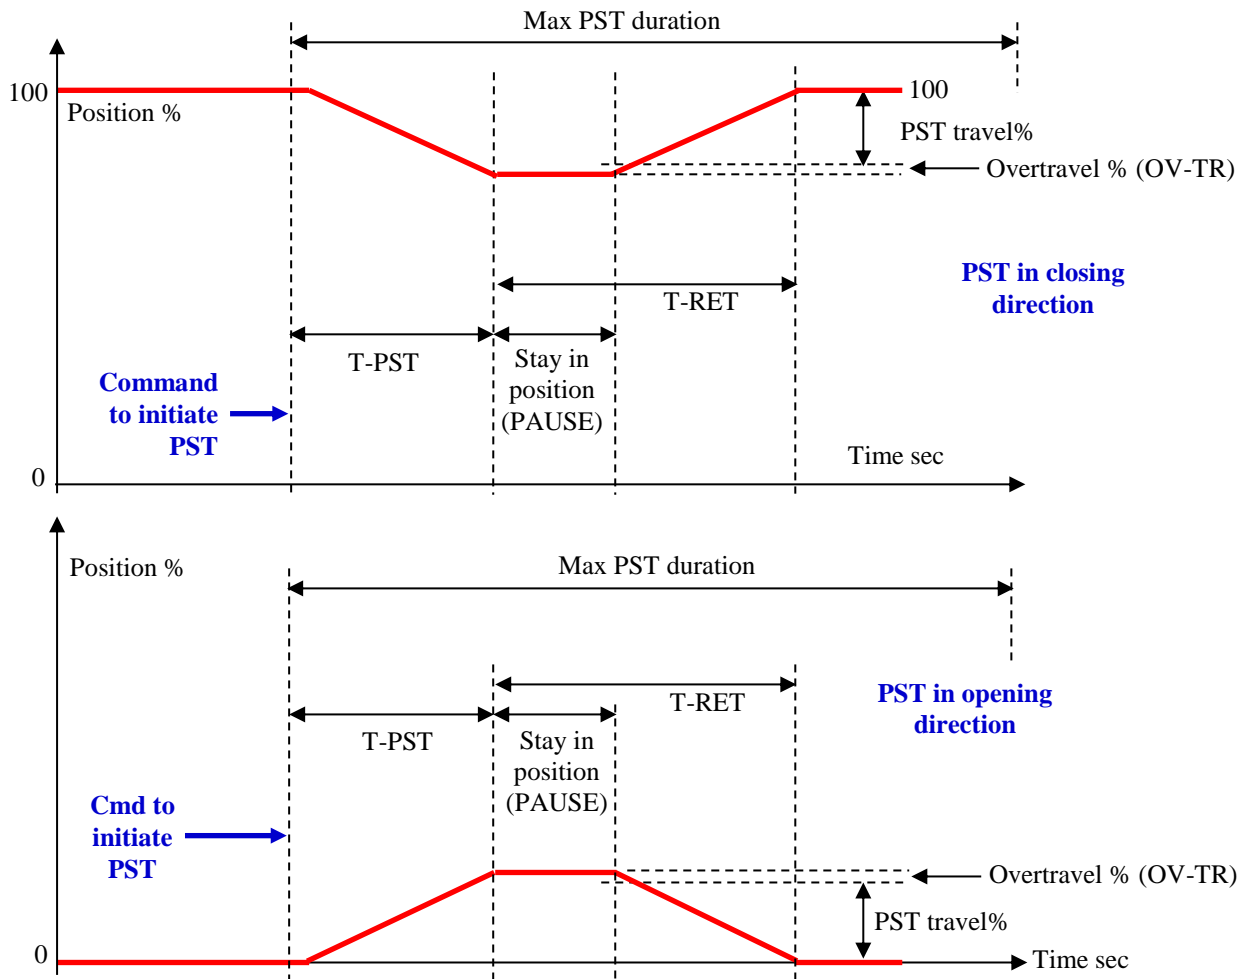 Max PST duration
100
Position %
100
PST travel%
Overtravel % (OV-TR)
PST in closing
direction
T-RET
T-PST
Stay in
position
(PAUSE)
Command
to initiate
PST
Time sec
0
Position %
Max PST duration
PST in opening
direction
T-RET
T-PST
Stay in
position
(PAUSE)
Cmd to
initiate
PST
Overtravel % (OV-TR)
PST travel%
0
Time sec